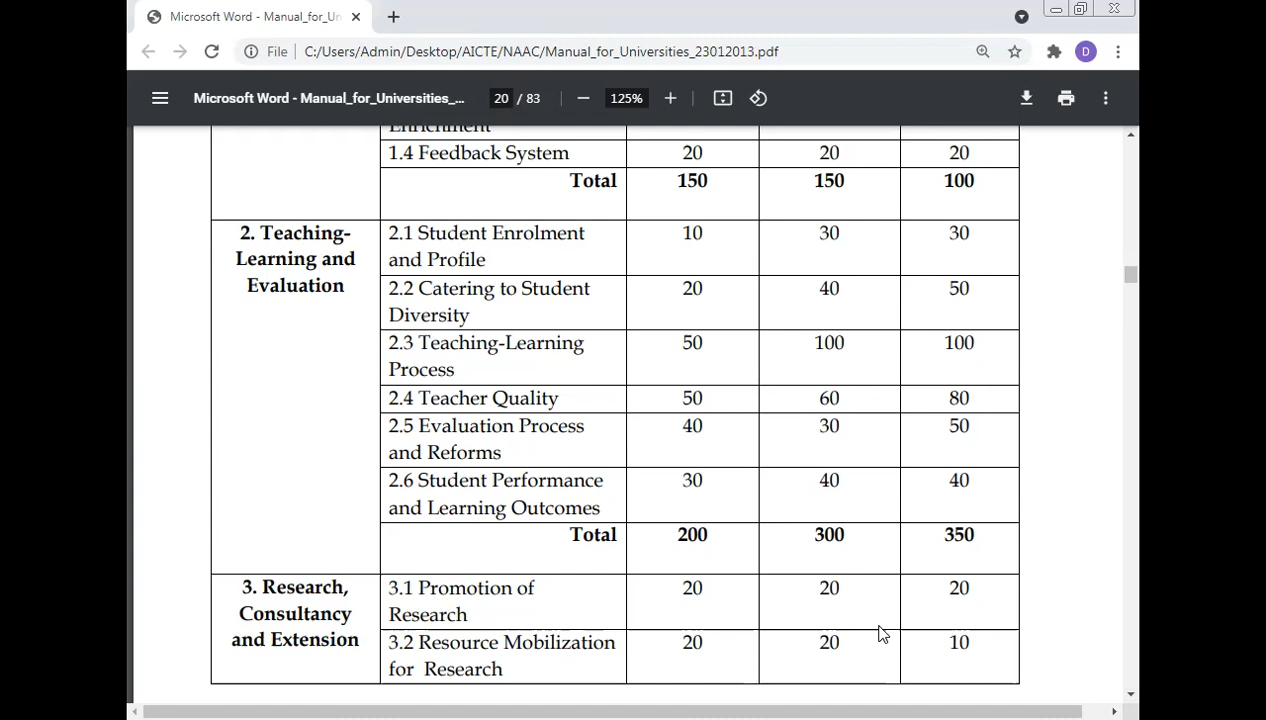 Microsoft Word - Manual_for_Un
File C:/Users/Admin/Desktop/AICTE/NAAC/Manual_for_Universities_23012013.pdf
D
Microsoft Word - Manual_for_Universities_... 20 / 83 125%
Enrichment
1.4 Feedback System 20 20 20
Total 150 150 100
2. Teaching- 2.1 Student Enrolment 10 30 30
Learning and and Profile
Evaluation 2.2 Catering to Student 20 40 50
Diversity
2.3 Teaching-Learning 50 100 100
Process
2.4 Teacher Quality 50 60 80
2.5 Evaluation Process 40 30 50
and Reforms
2.6 Student Performance 30 40 40
and Learning Outcomes
Total 200 300 350
3. Research, 3.1 Promotion of 20 20 20
Consultancy Research
and Extension 3.2 Resource Mobilization 20 20 10
for Research